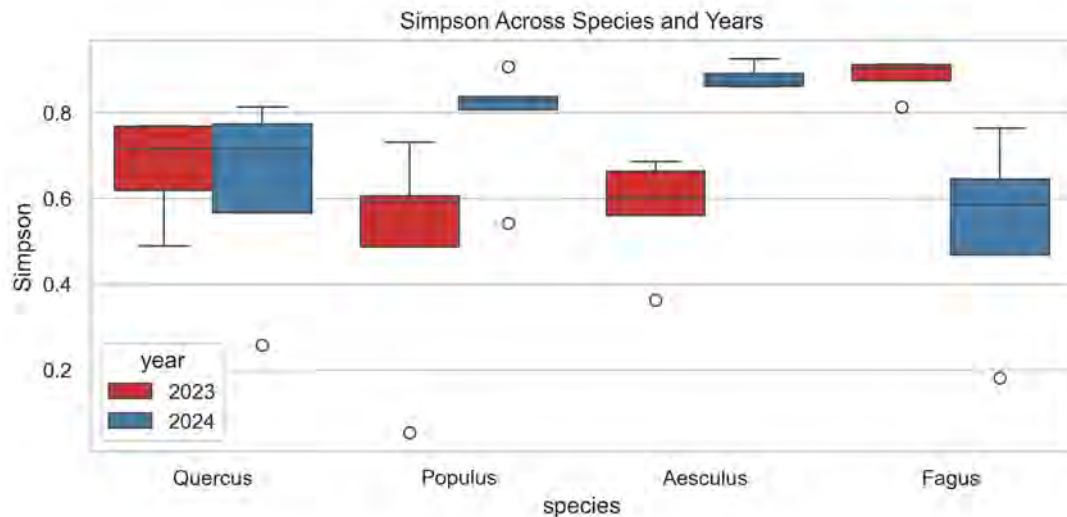 Simpson Across Species and Years
Simpson
0.8
0.6
0.4
0.2
year
2023
2024
Quercus
Populus
Aesculus
Fagus
species